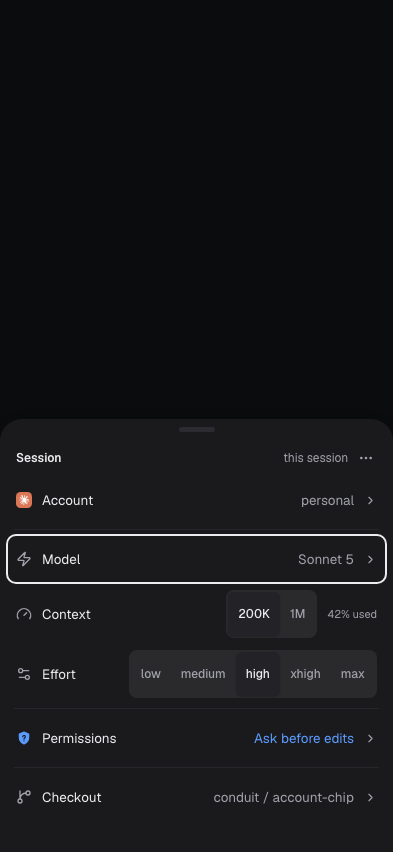 Session this session
Account personal
Model Sonnet 5
Context 200K 1M 42% used
Effort low medium high xhigh max
Permissions Ask before edits
Checkout conduit / account-chip